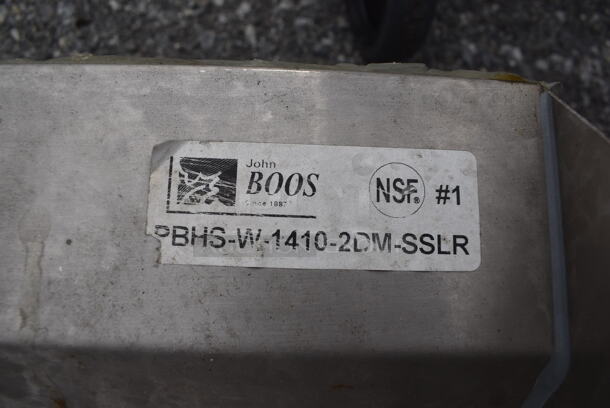 John
BOOS
Since 1887
NSF® #1
PBHS-W-1410-2DM-SSLR